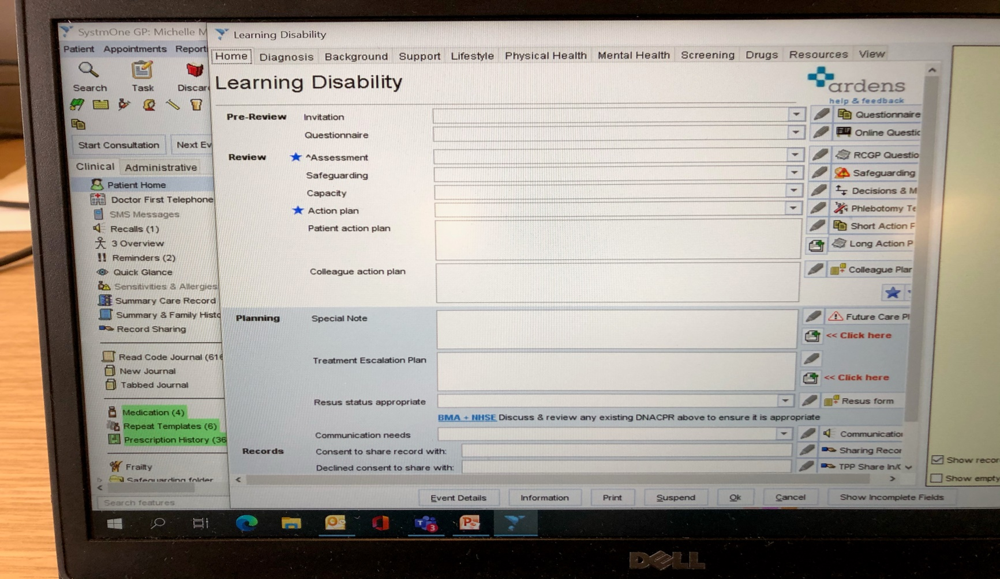 SystmOne GP: Michelle M
Patient Appointments Reporti
Search Task Discar
Start Consultation Next Ev
Clinical Administrative
Patient Home
Doctor First Telephone
SMS Messages
Recalls (1)
3 Overview
Reminders (2)
Quick Glance
Sensitivities & Allergies
Summary Care Record
Summary & Family Histo
Record Sharing
Read Code Journal (616
New Journal
Tabbed Journal
Medication (4)
Repeat Templates (6)
Prescription History (36
Frailty
Safeguarding folder
Search features
Learning Disability
Home Diagnosis Background Support Lifestyle Physical Health Mental Health Screening Drugs Resources View
Learning Disability
ardens
help & feedback
Pre-Review Invitation Questionnaire
Questionnaire Online Questic
Review ^Assessment RCGP Questio
Safeguarding Safeguarding
Capacity Decisions & M
Action plan Phlebotomy Te
Patient action plan Short Action F
Long Action P
Colleague action plan Colleague Plar
Planning Special Note Future Care Pl
<< Click here
Treatment Escalation Plan
<< Click here
Resus status appropriate Resus form
BMA + NHSE Discuss & review any existing DNACPR above to ensure it is appropriate
Communication needs Communicatior
Records Consent to share record with: Sharing Recor
Declined consent to share with: TPP Share In/C
Show recor
Show empty
Event Details Information Print Suspend Ok Cancel Show Incomplete Fields
3
DELL